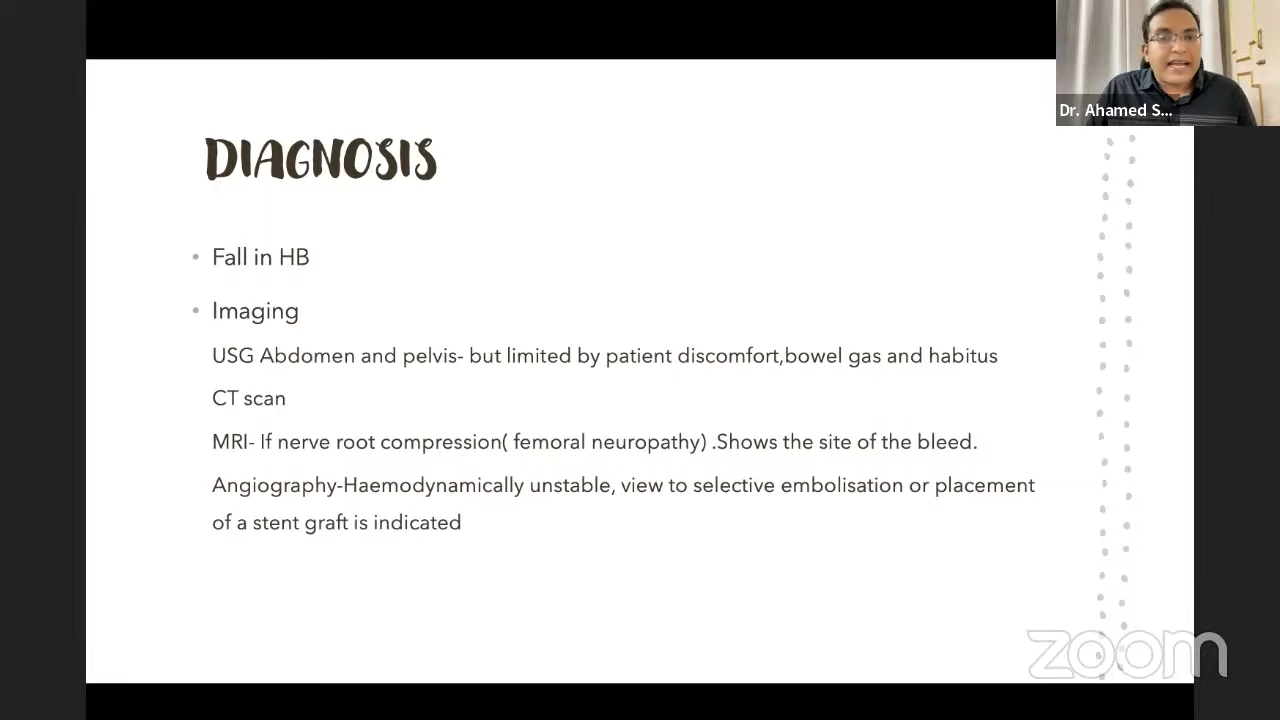 Dr. Ahamed S...
DIAGNOSIS
• Fall in HB
• Imaging
USG Abdomen and pelvis- but limited by patient discomfort,bowel gas and habitus
CT scan
MRI- If nerve root compression( femoral neuropathy) .Shows the site of the bleed.
Angiography-Haemodynamically unstable, view to selective embolisation or placement
of a stent graft is indicated
zoom